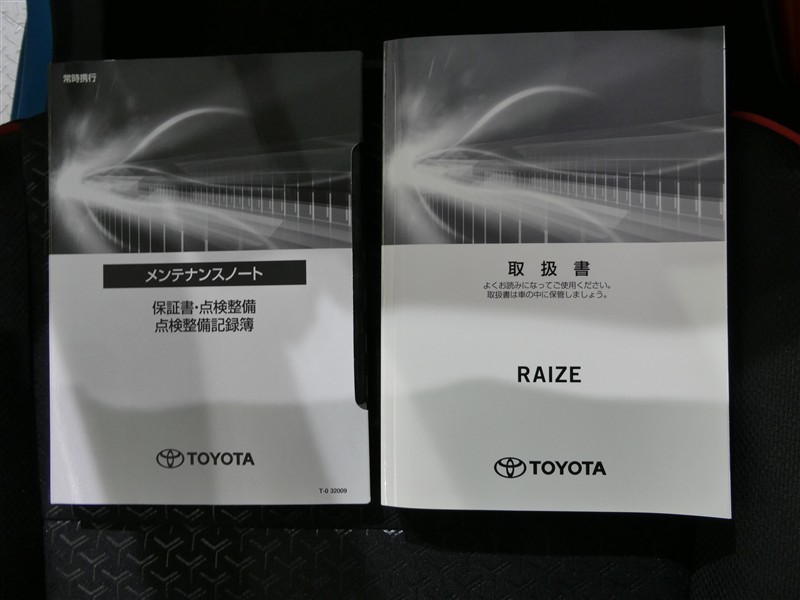 常時携行
メンテナンスノート
保証書・点検整備
点検整備記録簿
TOYOTA
T-0 32009
取扱書
よくお読みになってご使用ください。
取扱書は車の中に保管しましょう。
RAIZE
TOYOTA